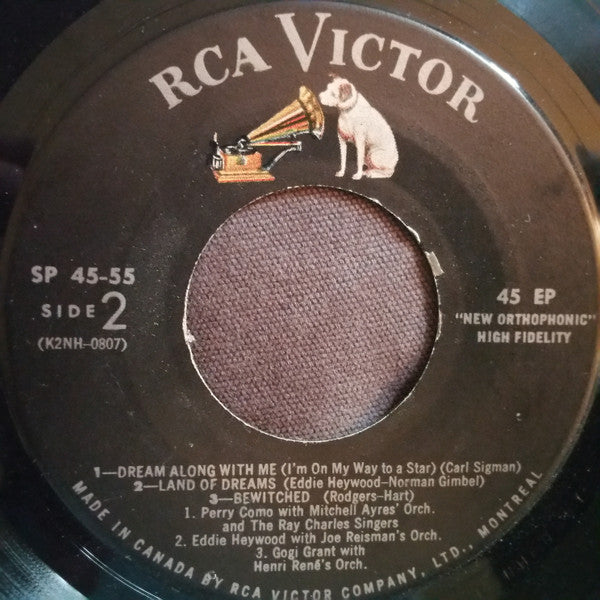 RCA VICTOR
SP 45-55
SIDE 2
(K2NH-0807)
45 EP
"NEW ORTHOPHONIC"
HIGH FIDELITY
1—DREAM ALONG WITH ME (I'm On My Way to a Star) (Carl Sigman)
2—LAND OF DREAMS (Eddie Heywood-Norman Gimbel)
3—BEWITCHED (Rodgers-Hart)
1. Perry Como with Mitchell Ayres' Orch.
and The Ray Charles Singers
2. Eddie Heywood with Joe Reisman's Orch.
3. Gogi Grant with
Henri René's Orch.
MADE IN CANADA BY RCA VICTOR COMPANY, LTD., MONTREAL